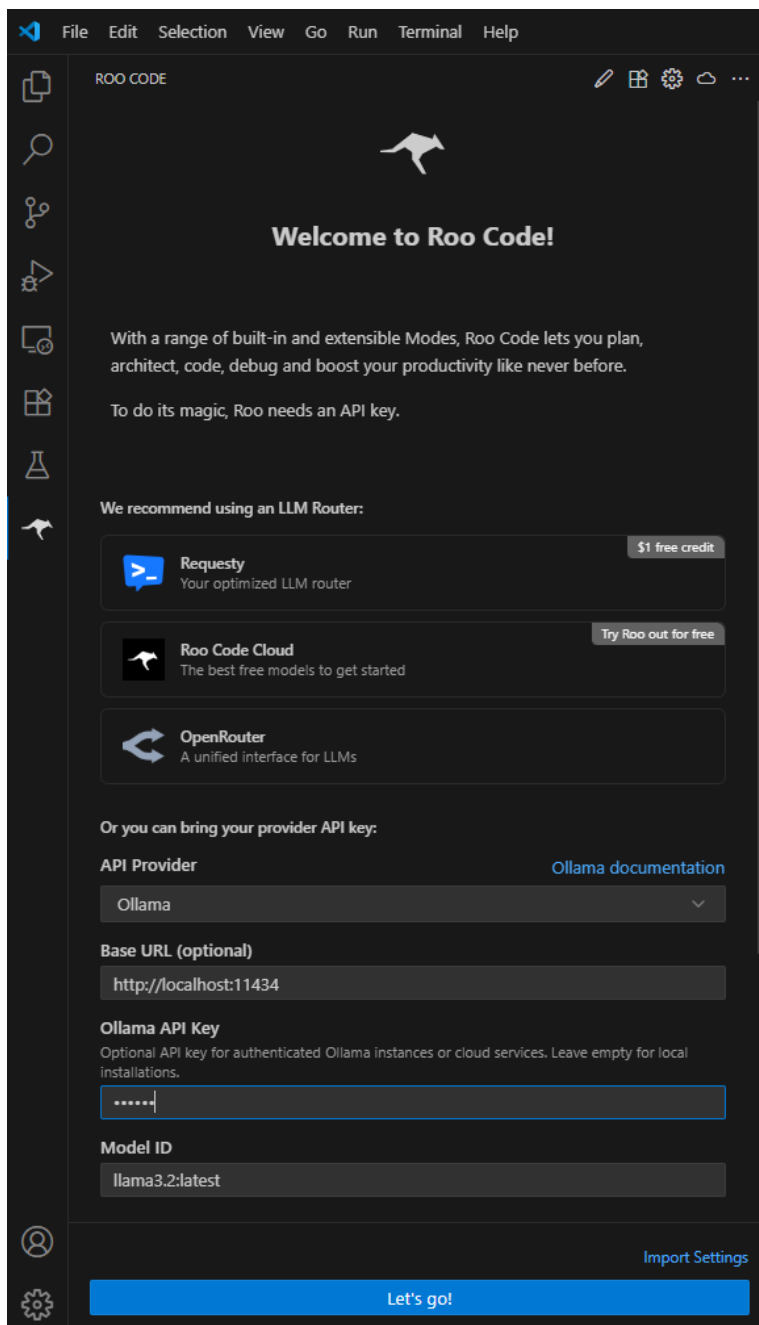 File Edit Selection View Go Run Terminal Help
ROO CODE
Welcome to Roo Code!
With a range of built-in and extensible Modes, Roo Code lets you plan,
architect, code, debug and boost your productivity like never before.
To do its magic, Roo needs an API key.
We recommend using an LLM Router:
$1 free credit
Requesty
Your optimized LLM router
Try Roo out for free
Roo Code Cloud
The best free models to get started
OpenRouter
A unified interface for LLMs
Or you can bring your provider API key:
API Provider
Ollama documentation
Ollama
Base URL (optional)
http://localhost:11434
Ollama API Key
Optional API key for authenticated Ollama instances or cloud services. Leave empty for local
installations.
••••••
Model ID
llama3.2:latest
Import Settings
Let's go!